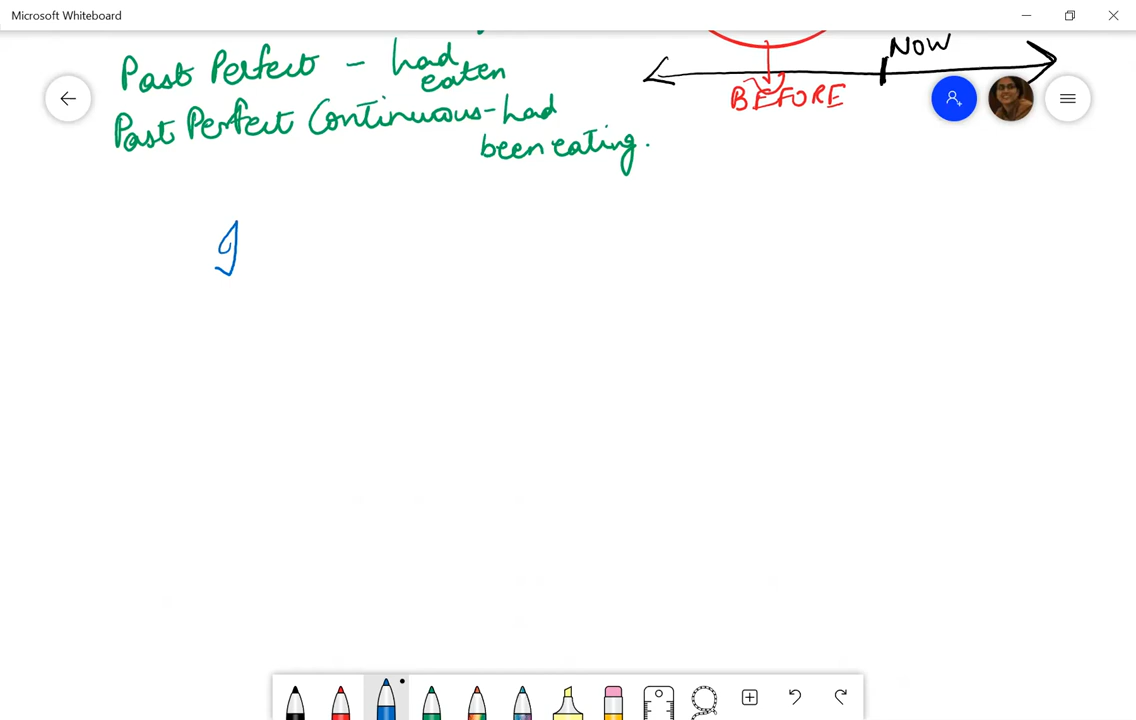 Microsoft Whiteboard
Past Perfect - had
eaten
Past Perfect Continuous - had
been eating.
NOW
BEFORE
I